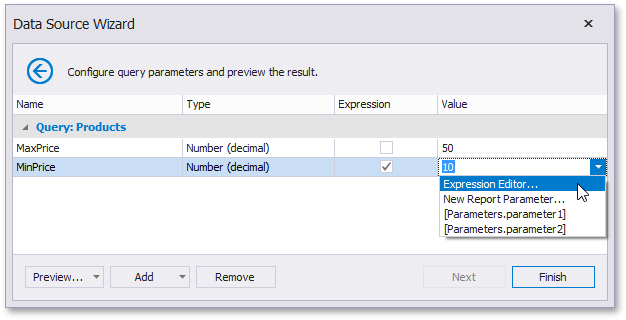 Data Source Wizard
Configure query parameters and preview the result.
Name Type Expression Value
Query: Products
MaxPrice Number (decimal) 50
MinPrice Number (decimal) 10
Expression Editor...
New Report Parameter...
[Parameters.parameter1]
[Parameters.parameter2]
Preview... Add Remove Next Finish